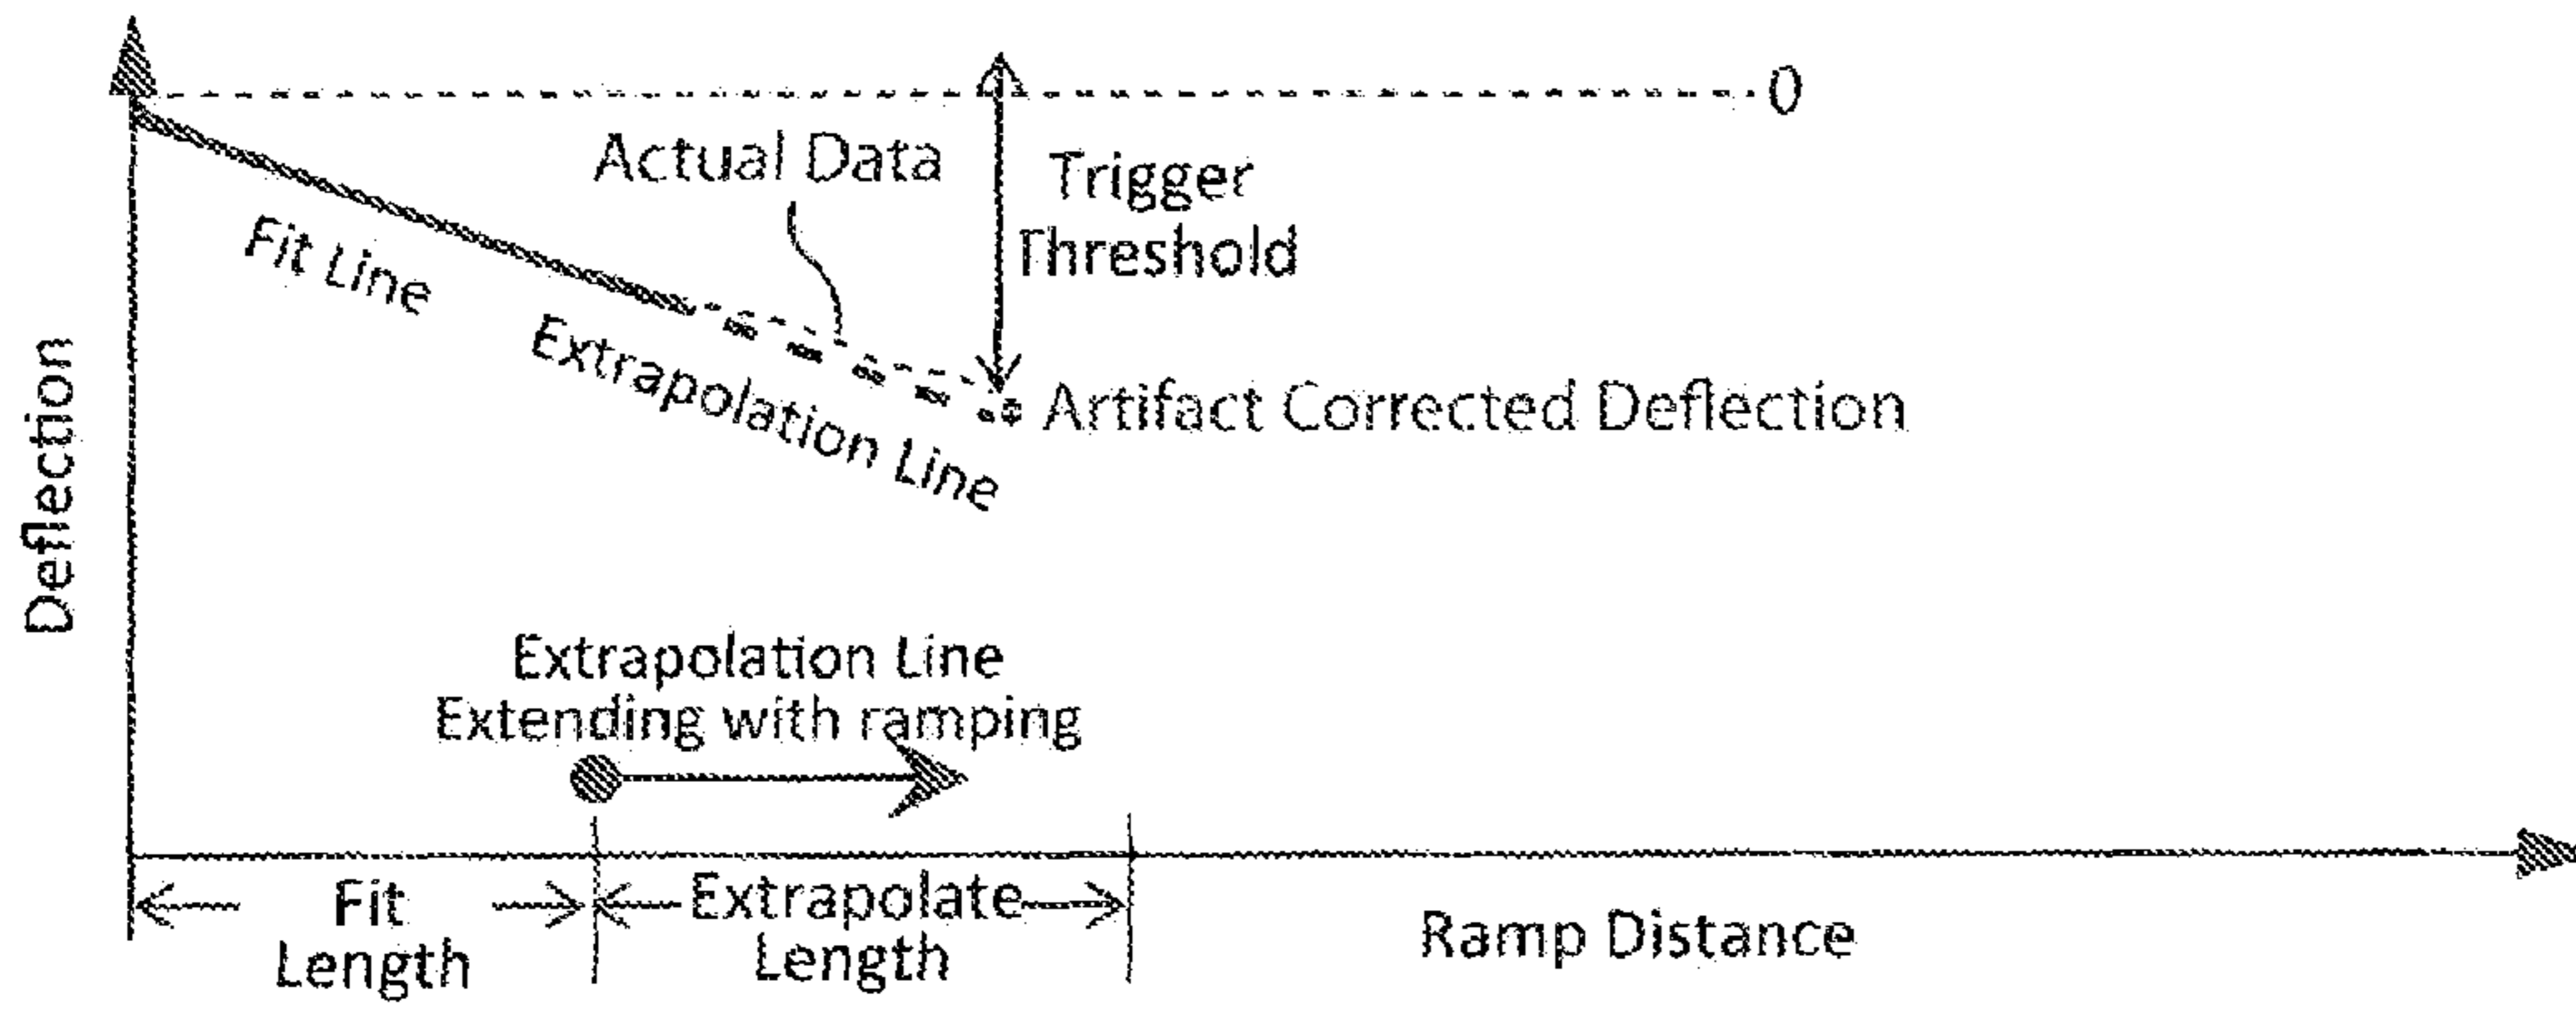 0
Actual Data
Trigger
Threshold
Fit Line
Extrapolation Line
Artifact Corrected Deflection
Deflection
Extrapolation Line
Extending with ramping
Fit
Length
Extrapolate
Length
Ramp Distance